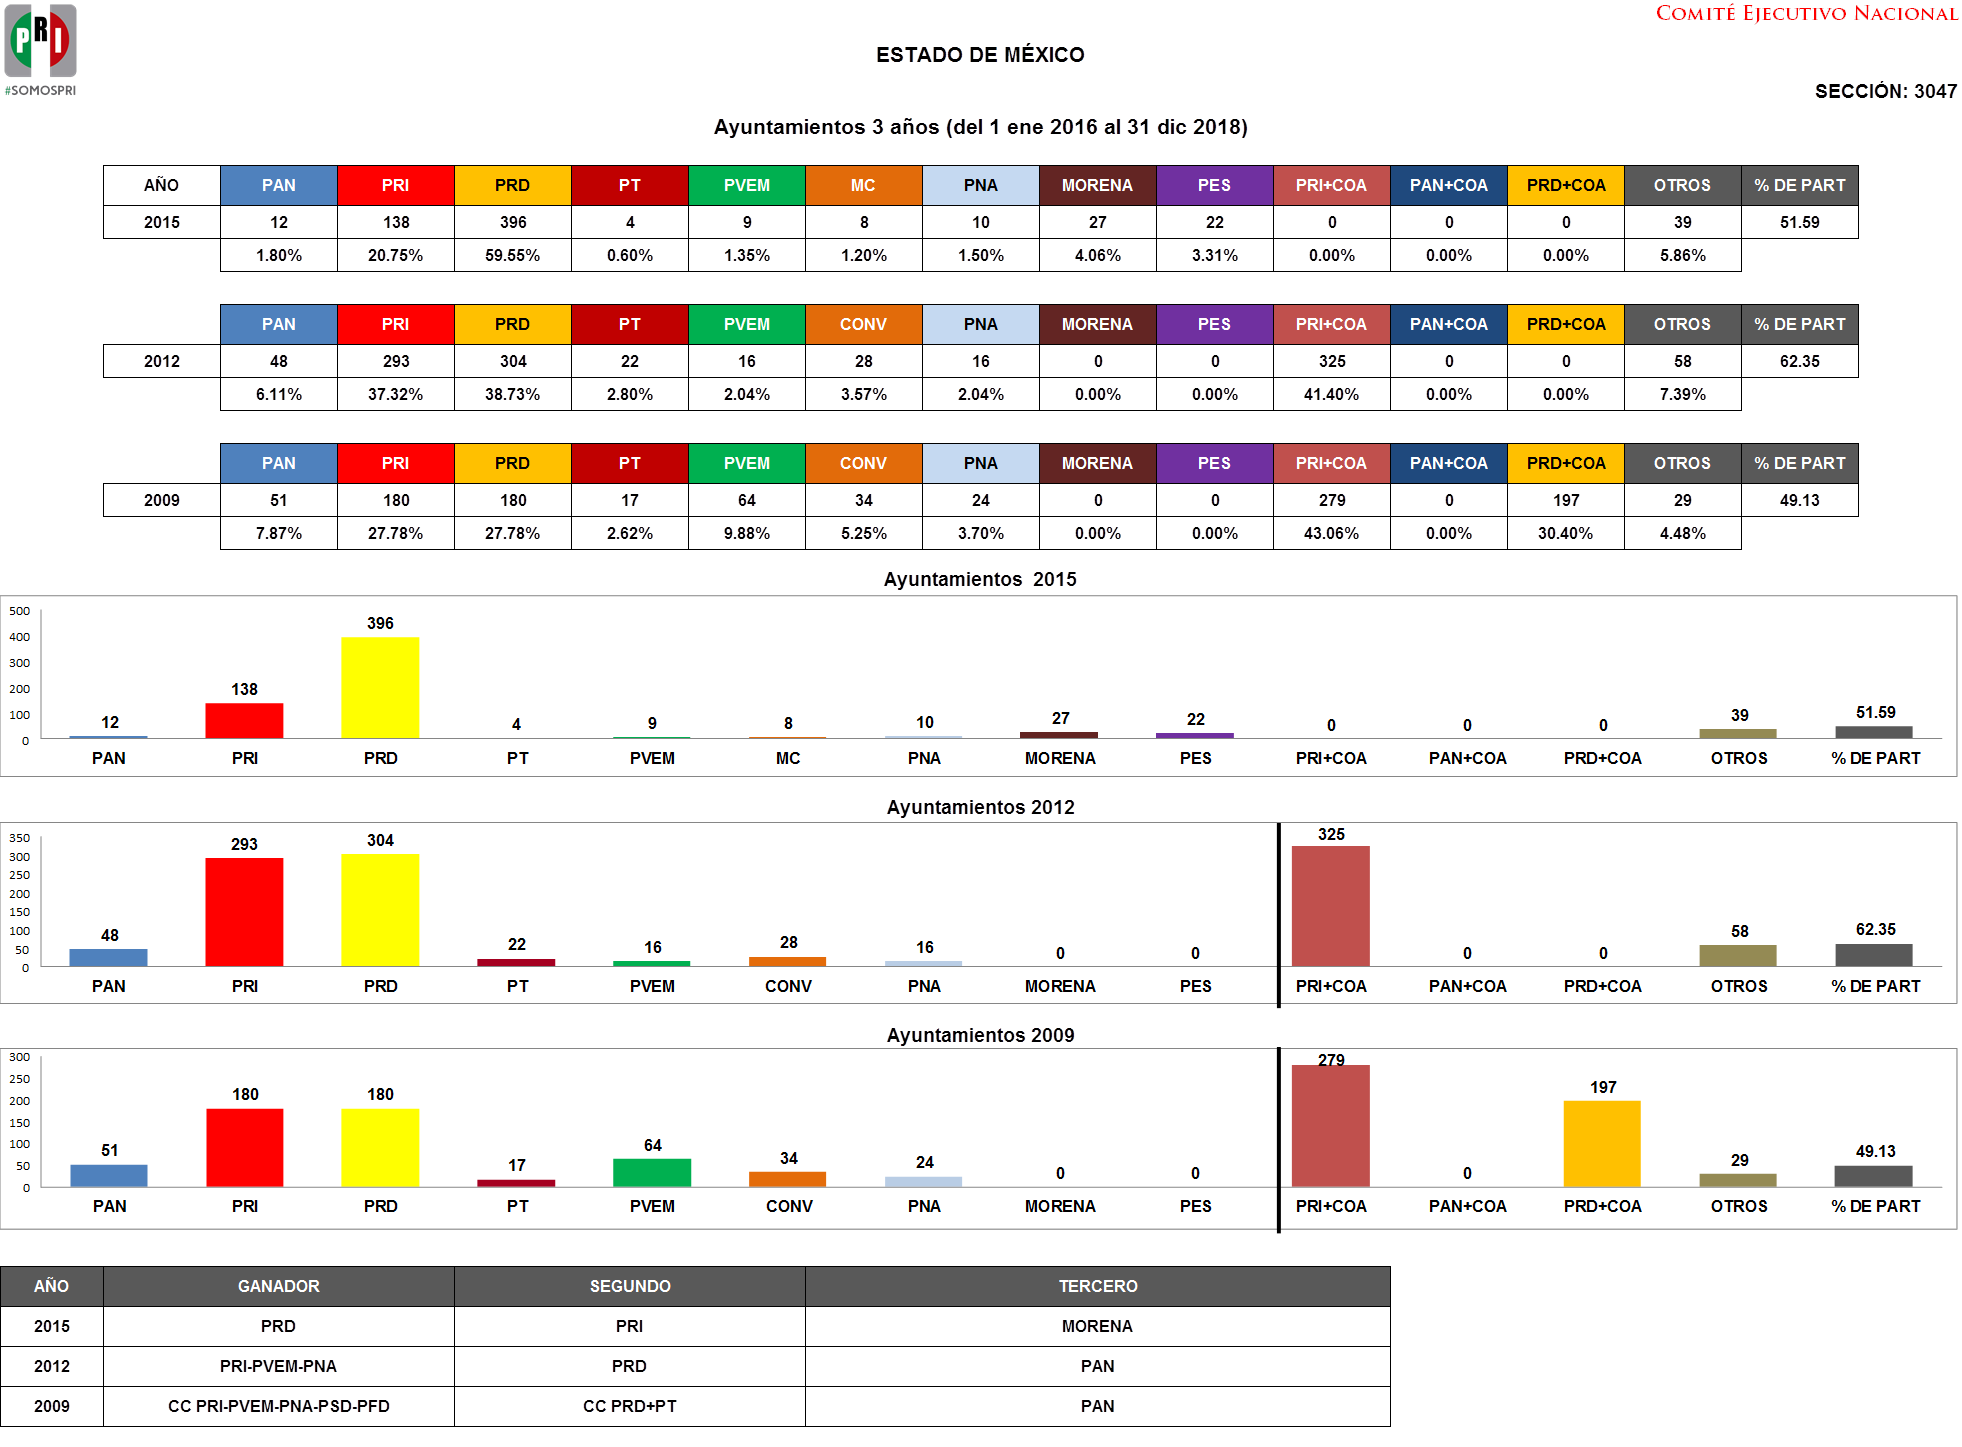 PRI
#SOMOSPRI
COMITÉ EJECUTIVO NACIONAL
ESTADO DE MÉXICO
SECCIÓN: 3047
Ayuntamientos 3 años (del 1 ene 2016 al 31 dic 2018)
AÑO PAN PRI PRD PT PVEM MC PNA MORENA PES PRI+COA PAN+COA PRD+COA OTROS % DE PART
2015 12 138 396 4 9 8 10 27 22 0 0 0 39 51.59
1.80% 20.75% 59.55% 0.60% 1.35% 1.20% 1.50% 4.06% 3.31% 0.00% 0.00% 0.00% 5.86%
PAN PRI PRD PT PVEM CONV PNA MORENA PES PRI+COA PAN+COA PRD+COA OTROS % DE PART
2012 48 293 304 22 16 28 16 0 0 325 0 0 58 62.35
6.11% 37.32% 38.73% 2.80% 2.04% 3.57% 2.04% 0.00% 0.00% 41.40% 0.00% 0.00% 7.39%
PAN PRI PRD PT PVEM CONV PNA MORENA PES PRI+COA PAN+COA PRD+COA OTROS % DE PART
2009 51 180 180 17 64 34 24 0 0 279 0 197 29 49.13
7.87% 27.78% 27.78% 2.62% 9.88% 5.25% 3.70% 0.00% 0.00% 43.06% 0.00% 30.40% 4.48%
Ayuntamientos 2015
500
400
300
200
100
0
12 138 396 4 9 8 10 27 22 0 0 0 39 51.59
PAN PRI PRD PT PVEM MC PNA MORENA PES PRI+COA PAN+COA PRD+COA OTROS % DE PART
Ayuntamientos 2012
350
300
250
200
150
100
50
0
48 293 304 22 16 28 16 0 0 325 0 0 58 62.35
PAN PRI PRD PT PVEM CONV PNA MORENA PES PRI+COA PAN+COA PRD+COA OTROS % DE PART
Ayuntamientos 2009
300
250
200
150
100
50
0
51 180 180 17 64 34 24 0 0 279 0 197 29 49.13
PAN PRI PRD PT PVEM CONV PNA MORENA PES PRI+COA PAN+COA PRD+COA OTROS % DE PART
AÑO GANADOR SEGUNDO TERCERO
2015 PRD PRI MORENA
2012 PRI-PVEM-PNA PRD PAN
2009 CC PRI-PVEM-PNA-PSD-PFD CC PRD+PT PAN